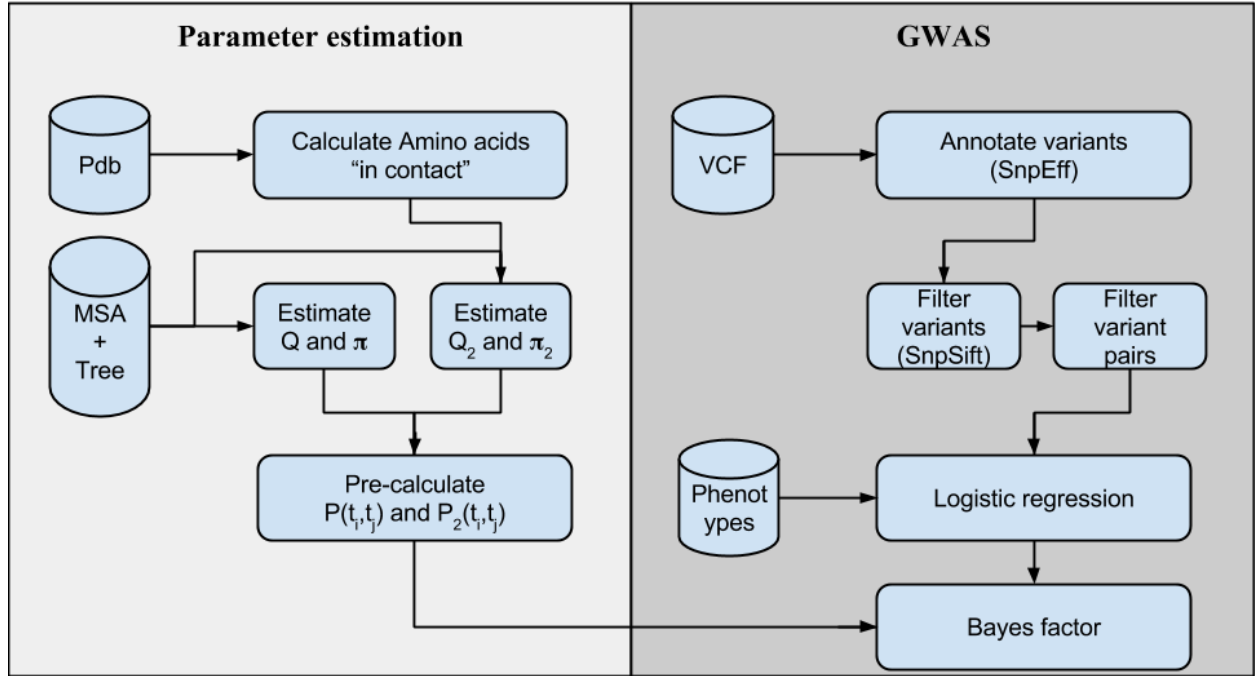 Parameter estimation
Pdb
Calculate Amino acids
“in contact”
MSA
+
Tree
Estimate
Q and π
Estimate
Q₂ and π₂
Pre-calculate
P(tᵢ,tⱼ) and P₂(tᵢ,tⱼ)
GWAS
VCF
Annotate variants
(SnpEff)
Filter
variants
(SnpSift)
Filter
variant
pairs
Phenot
ypes
Logistic regression
Bayes factor